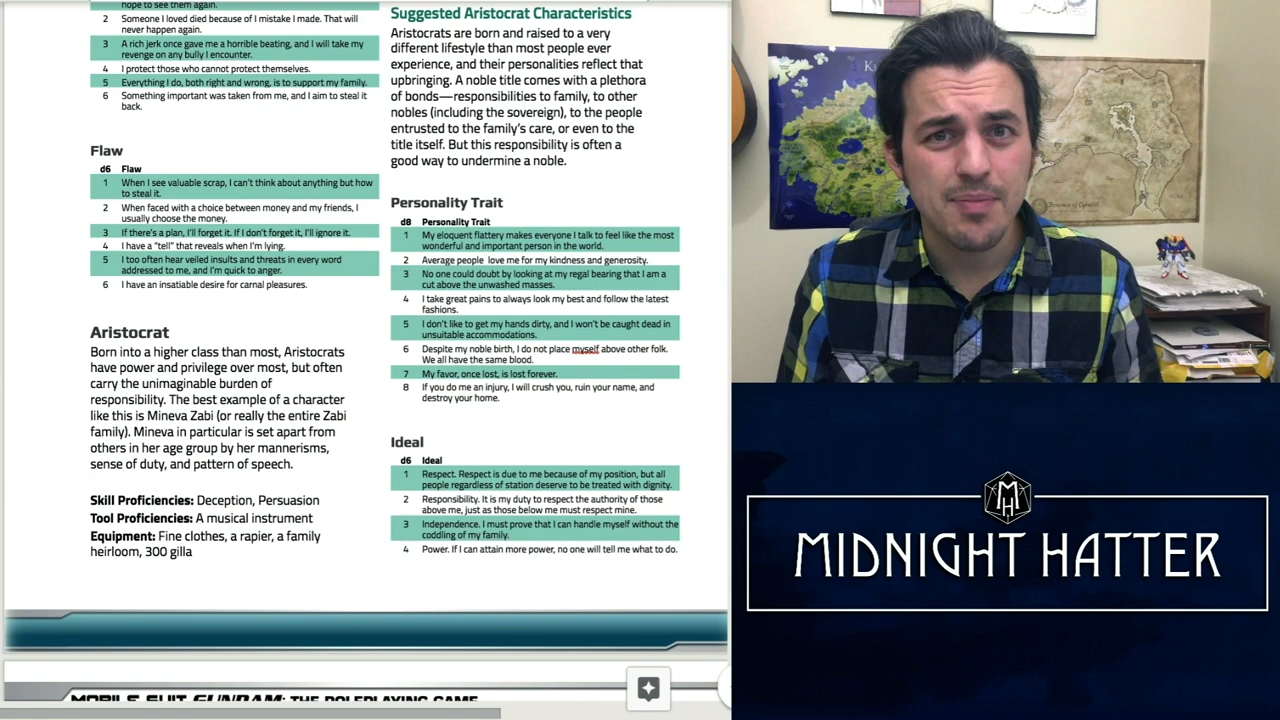 hope to see them again.
2 Someone I loved died because of I mistake I made. That will
never happen again.
3 A rich jerk once gave me a horrible beating, and I will take my
revenge on any bully I encounter.
4 I protect those who cannot protect themselves.
5 Everything I do, both right and wrong, is to support my family.
6 Something important was taken from me, and I aim to steal it
back.
Flaw
d6 Flaw
1 When I see valuable scrap, I can't think about anything but how
to steal it.
2 When faced with a choice between money and my friends, I
usually choose the money.
3 If there's a plan, I'll forget it. If I don't forget it, I'll ignore it.
4 I have a "tell" that reveals when I'm lying.
5 I too often hear veiled insults and threats in every word
addressed to me, and I'm quick to anger.
6 I have an insatiable desire for carnal pleasures.
Aristocrat
Born into a higher class than most, Aristocrats
have power and privilege over most, but often
carry the unimaginable burden of
responsibility. The best example of a character
like this is Mineva Zabi (or really the entire Zabi
family). Mineva in particular is set apart from
others in her age group by her mannerisms,
sense of duty, and pattern of speech.
Skill Proficiencies: Deception, Persuasion
Tool Proficiencies: A musical instrument
Equipment: Fine clothes, a rapier, a family
heirloom, 300 gilla
Suggested Aristocrat Characteristics
Aristocrats are born and raised to a very
different lifestyle than most people ever
experience, and their personalities reflect that
upbringing. A noble title comes with a plethora
of bonds—responsibilities to family, to other
nobles (including the sovereign), to the people
entrusted to the family's care, or even to the
title itself. But this responsibility is often a
good way to undermine a noble.
Personality Trait
d8 Personality Trait
1 My eloquent flattery makes everyone I talk to feel like the most
wonderful and important person in the world.
2 Average people love me for my kindness and generosity.
3 No one could doubt by looking at my regal bearing that I am a
cut above the unwashed masses.
4 I take great pains to always look my best and follow the latest
fashions.
5 I don't like to get my hands dirty, and I won't be caught dead in
unsuitable accommodations.
6 Despite my noble birth, I do not place myself above other folk.
We all have the same blood.
7 My favor, once lost, is lost forever.
8 If you do me an injury, I will crush you, ruin your name, and
destroy your home.
Ideal
d6 Ideal
1 Respect. Respect is due to me because of my position, but all
people regardless of station deserve to be treated with dignity.
2 Responsibility. It is my duty to respect the authority of those
above me, just as those below me must respect mine.
3 Independence. I must prove that I can handle myself without the
coddling of my family.
4 Power. If I can attain more power, no one will tell me what to do.
MOBILE SUIT GUNDAM: THE ROLEPLAYING GAME
MH
MIDNIGHT HATTER